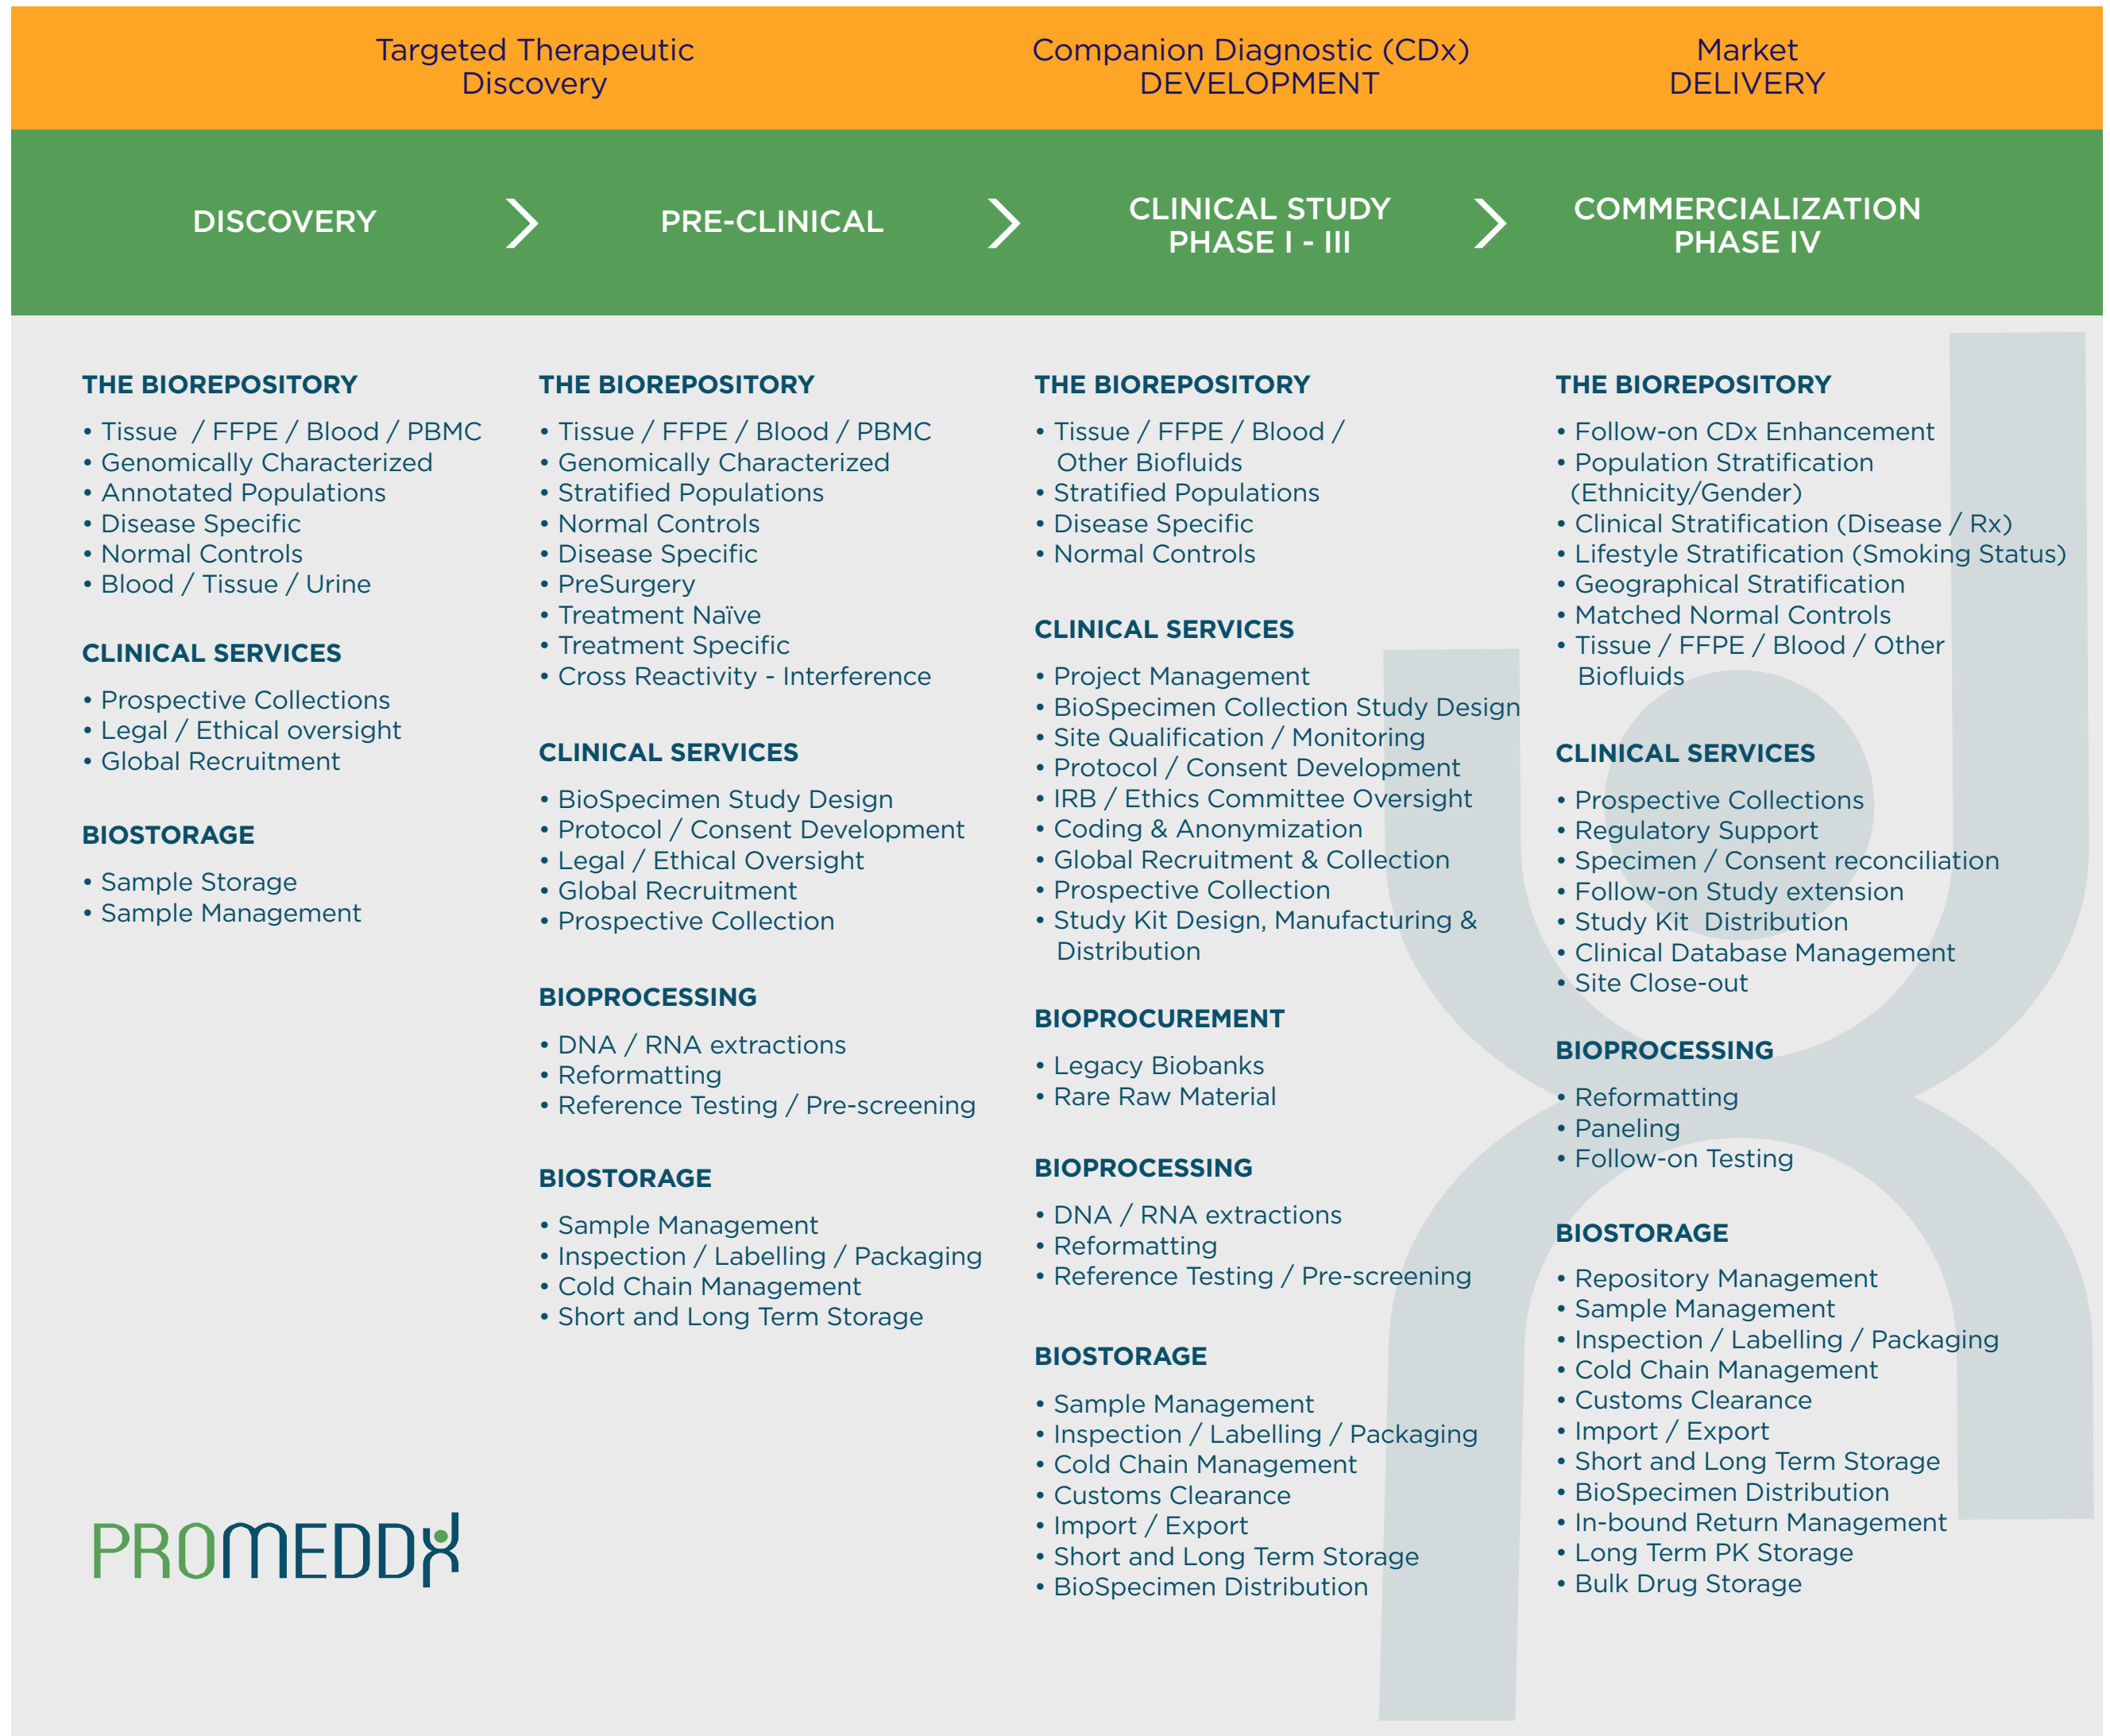 Targeted Therapeutic
Discovery
Companion Diagnostic (CDx)
DEVELOPMENT
Market
DELIVERY
DISCOVERY
PRE-CLINICAL
CLINICAL STUDY
PHASE I - III
COMMERCIALIZATION
PHASE IV
THE BIOREPOSITORY
• Tissue / FFPE / Blood / PBMC
• Genomically Characterized
• Annotated Populations
• Disease Specific
• Normal Controls
• Blood / Tissue / Urine
CLINICAL SERVICES
• Prospective Collections
• Legal / Ethical oversight
• Global Recruitment
BIOSTORAGE
• Sample Storage
• Sample Management
PROMEDDX
THE BIOREPOSITORY
• Tissue / FFPE / Blood / PBMC
• Genomically Characterized
• Stratified Populations
• Normal Controls
• Disease Specific
• PreSurgery
• Treatment Naïve
• Treatment Specific
• Cross Reactivity - Interference
CLINICAL SERVICES
• BioSpecimen Study Design
• Protocol / Consent Development
• Legal / Ethical Oversight
• Global Recruitment
• Prospective Collection
BIOPROCESSING
• DNA / RNA extractions
• Reformatting
• Reference Testing / Pre-screening
BIOSTORAGE
• Sample Management
• Inspection / Labelling / Packaging
• Cold Chain Management
• Short and Long Term Storage
THE BIOREPOSITORY
• Tissue / FFPE / Blood /
Other Biofluids
• Stratified Populations
• Disease Specific
• Normal Controls
CLINICAL SERVICES
• Project Management
• BioSpecimen Collection Study Design
• Site Qualification / Monitoring
• Protocol / Consent Development
• IRB / Ethics Committee Oversight
• Coding & Anonymization
• Global Recruitment & Collection
• Prospective Collection
• Study Kit Design, Manufacturing &
Distribution
BIOPROCUREMENT
• Legacy Biobanks
• Rare Raw Material
BIOPROCESSING
• DNA / RNA extractions
• Reformatting
• Reference Testing / Pre-screening
BIOSTORAGE
• Sample Management
• Inspection / Labelling / Packaging
• Cold Chain Management
• Customs Clearance
• Import / Export
• Short and Long Term Storage
• BioSpecimen Distribution
THE BIOREPOSITORY
• Follow-on CDx Enhancement
• Population Stratification
(Ethnicity/Gender)
• Clinical Stratification (Disease / Rx)
• Lifestyle Stratification (Smoking Status)
• Geographical Stratification
• Matched Normal Controls
• Tissue / FFPE / Blood / Other
Biofluids
CLINICAL SERVICES
• Prospective Collections
• Regulatory Support
• Specimen / Consent reconciliation
• Follow-on Study extension
• Study Kit Distribution
• Clinical Database Management
• Site Close-out
BIOPROCESSING
• Reformatting
• Paneling
• Follow-on Testing
BIOSTORAGE
• Repository Management
• Sample Management
• Inspection / Labelling / Packaging
• Cold Chain Management
• Customs Clearance
• Import / Export
• Short and Long Term Storage
• BioSpecimen Distribution
• In-bound Return Management
• Long Term PK Storage
• Bulk Drug Storage